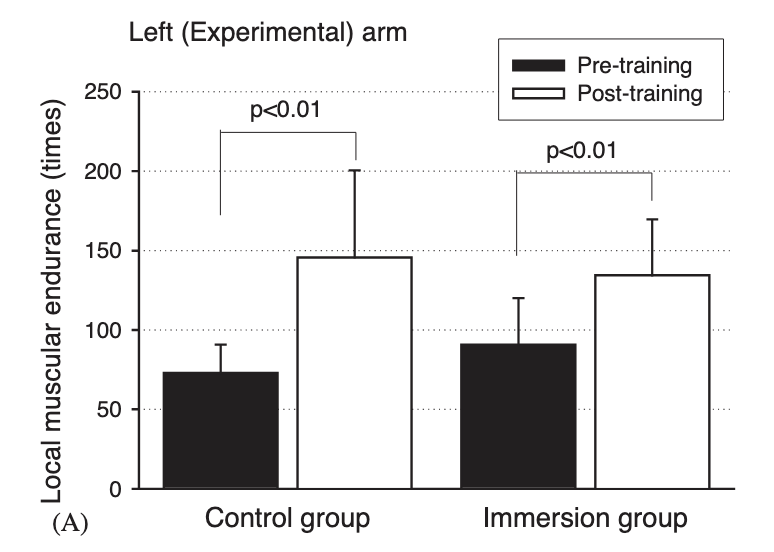 Left (Experimental) arm
Pre-training
Post-training
Local muscular endurance (times)
250
200
150
100
50
0
p<0.01
p<0.01
Control group
Immersion group
(A)